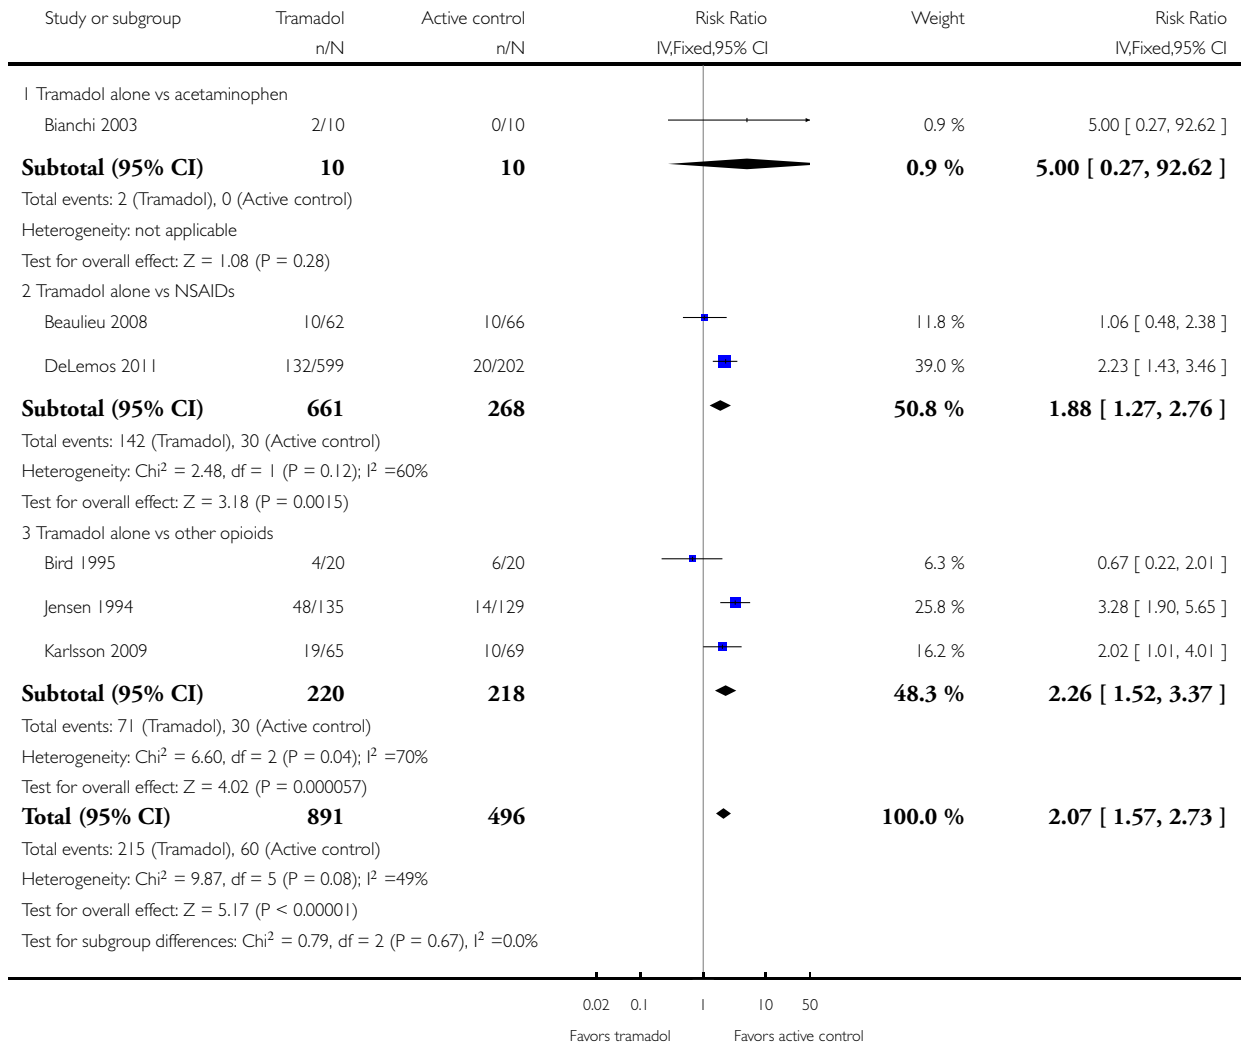 Study or subgroup Tramadol Active control Risk Ratio Weight Risk Ratio
n/N n/N IV,Fixed,95% CI IV,Fixed,95% CI
1 Tramadol alone vs acetaminophen
Bianchi 2003 2/10 0/10 0.9 % 5.00 [ 0.27, 92.62 ]
Subtotal (95% CI) 10 10 0.9 % 5.00 [ 0.27, 92.62 ]
Total events: 2 (Tramadol), 0 (Active control)
Heterogeneity: not applicable
Test for overall effect: Z = 1.08 (P = 0.28)
2 Tramadol alone vs NSAIDs
Beaulieu 2008 10/62 10/66 11.8 % 1.06 [ 0.48, 2.38 ]
DeLemos 2011 132/599 20/202 39.0 % 2.23 [ 1.43, 3.46 ]
Subtotal (95% CI) 661 268 50.8 % 1.88 [ 1.27, 2.76 ]
Total events: 142 (Tramadol), 30 (Active control)
Heterogeneity: Chi² = 2.48, df = 1 (P = 0.12); I² =60%
Test for overall effect: Z = 3.18 (P = 0.0015)
3 Tramadol alone vs other opioids
Bird 1995 4/20 6/20 6.3 % 0.67 [ 0.22, 2.01 ]
Jensen 1994 48/135 14/129 25.8 % 3.28 [ 1.90, 5.65 ]
Karlsson 2009 19/65 10/69 16.2 % 2.02 [ 1.01, 4.01 ]
Subtotal (95% CI) 220 218 48.3 % 2.26 [ 1.52, 3.37 ]
Total events: 71 (Tramadol), 30 (Active control)
Heterogeneity: Chi² = 6.60, df = 2 (P = 0.04); I² =70%
Test for overall effect: Z = 4.02 (P = 0.000057)
Total (95% CI) 891 496 100.0 % 2.07 [ 1.57, 2.73 ]
Total events: 215 (Tramadol), 60 (Active control)
Heterogeneity: Chi² = 9.87, df = 5 (P = 0.08); I² =49%
Test for overall effect: Z = 5.17 (P < 0.00001)
Test for subgroup differences: Chi² = 0.79, df = 2 (P = 0.67), I² =0.0%
0.02 0.1 1 10 50
Favors tramadol Favors active control